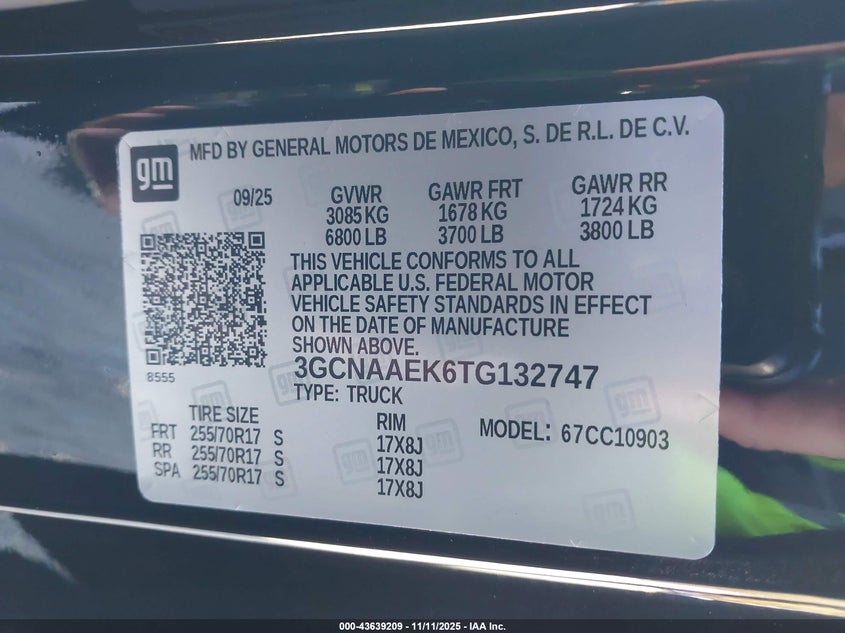 gm
MFD BY GENERAL MOTORS DE MEXICO, S. DE R.L. DE C.V.
09/25
GVWR GAWR FRT GAWR RR
3085 KG 1678 KG 1724 KG
6800 LB 3700 LB 3800 LB
THIS VEHICLE CONFORMS TO ALL
APPLICABLE U.S. FEDERAL MOTOR
VEHICLE SAFETY STANDARDS IN EFFECT
ON THE DATE OF MANUFACTURE
SHOWN ABOVE.
8555
3GCNAAEK6TG132747
TYPE: TRUCK
TIRE SIZE RIM MODEL: 67CC10903
FRT 255/70R17 S 17X8J
RR 255/70R17 S 17X8J
SPA 255/70R17 S 17X8J
000-43639209 - 11/11/2025 - IAA Inc.